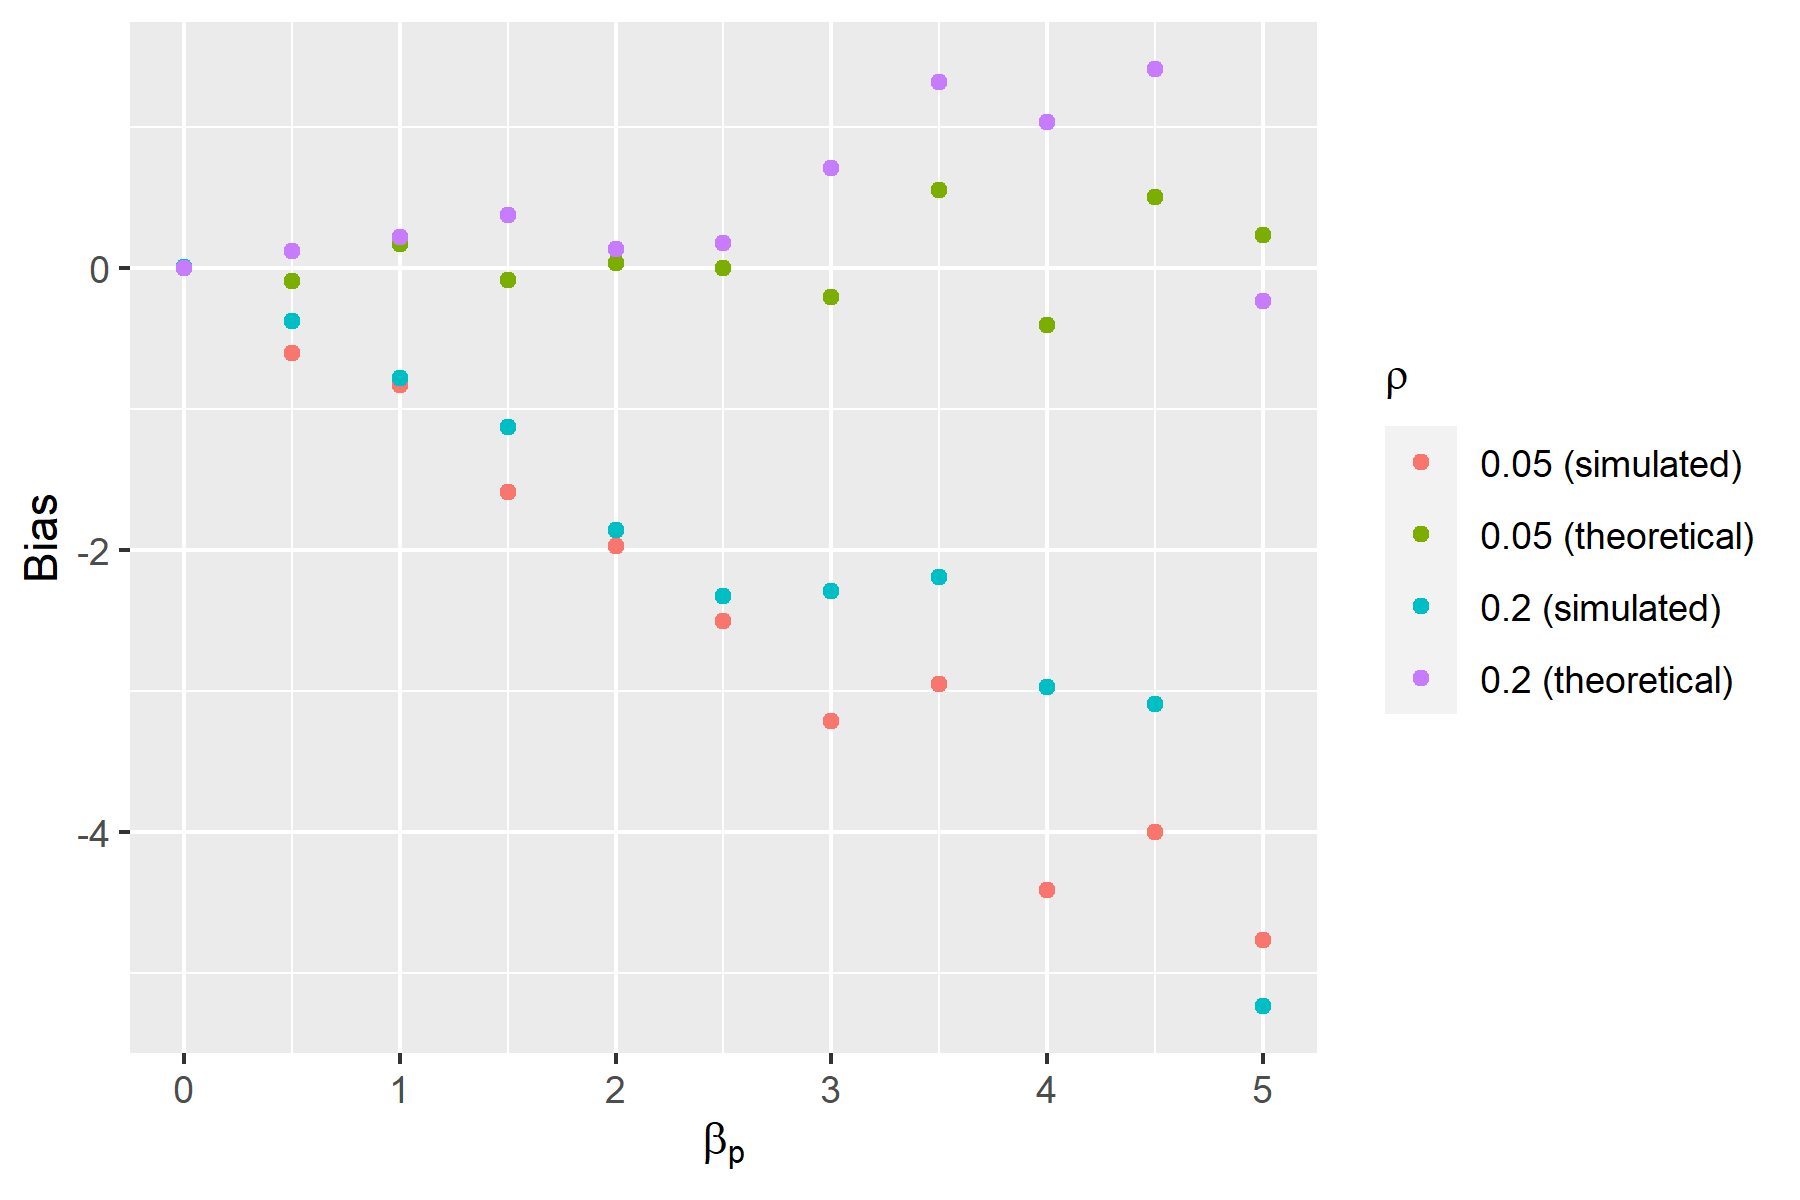 0
-2
-4
Bias
0 1 2 3 4 5
βp
ρ
0.05 (simulated)
0.05 (theoretical)
0.2 (simulated)
0.2 (theoretical)